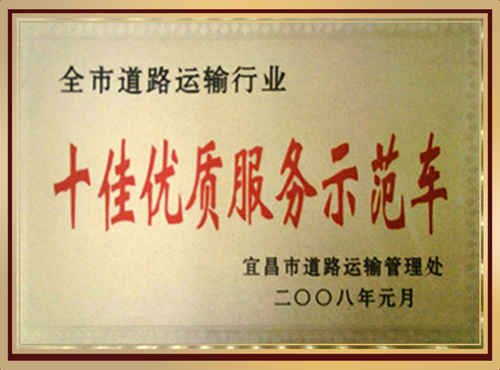 全市道路运输行业
十佳优质服务示范车
宜昌市道路运输管理处
二〇〇八年元月